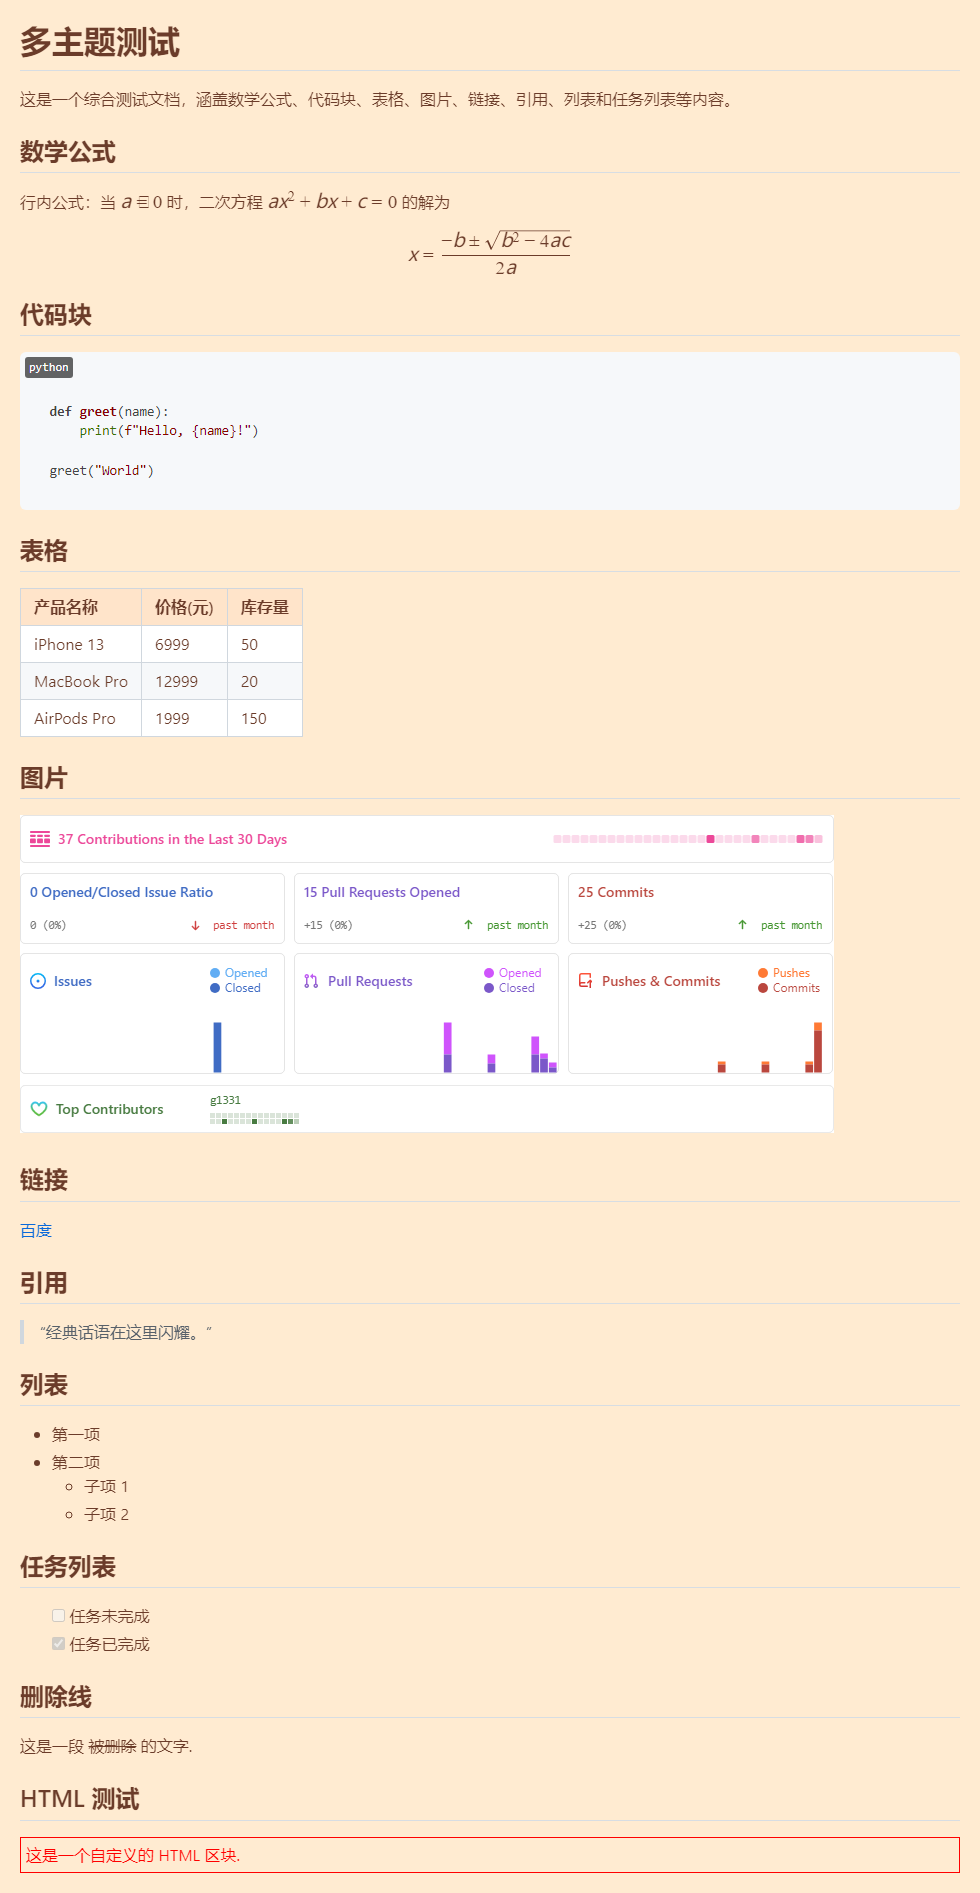 多主题测试
这是一个综合测试文档，涵盖数学公式、代码块、表格、图片、链接、引用、列表和任务列表等内容。
数学公式
行内公式：当 a ≡ 0 时，二次方程 ax² + bx + c = 0 的解为
x = (−b ± √(b² − 4ac)) / 2a
代码块
python
def greet(name):
    print(f"Hello, {name}!")
greet("World")
表格
产品名称 价格(元) 库存量
iPhone 13 6999 50
MacBook Pro 12999 20
AirPods Pro 1999 150
图片
37 Contributions in the Last 30 Days
0 Opened/Closed Issue Ratio
0 (0%) ↓ past month
15 Pull Requests Opened
+15 (0%) ↑ past month
25 Commits
+25 (0%) ↑ past month
Issues
Opened
Closed
Pull Requests
Opened
Closed
Pushes & Commits
Pushes
Commits
Top Contributors
g1331
链接
百度
引用
“经典话语在这里闪耀。”
列表
• 第一项
• 第二项
◦ 子项 1
◦ 子项 2
任务列表
☐ 任务未完成
☑ 任务已完成
删除线
这是一段 被删除 的文字.
HTML 测试
这是一个自定义的 HTML 区块.